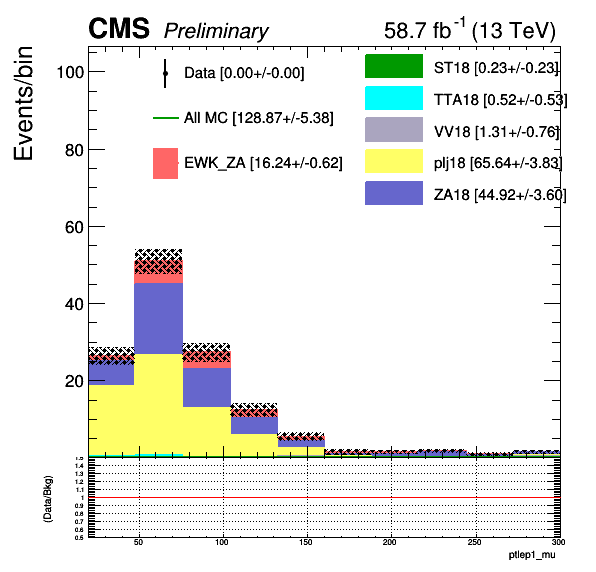 CMS Preliminary 58.7 fb⁻¹ (13 TeV)
Events/bin
100
80
60
40
20
Data [0.00+/-0.00]
All MC [128.87+/-5.38]
EWK_ZA [16.24+/-0.62]
ST18 [0.23+/-0.23]
TTA18 [0.52+/-0.53]
VV18 [1.31+/-0.76]
plj18 [65.64+/-3.83]
ZA18 [44.92+/-3.60]
(Data/Bkg)
1.5
1.4
1.3
1.2
1.1
1
0.9
0.8
0.7
0.6
0.5
50 100 150 200 250 300
ptlep1_mu